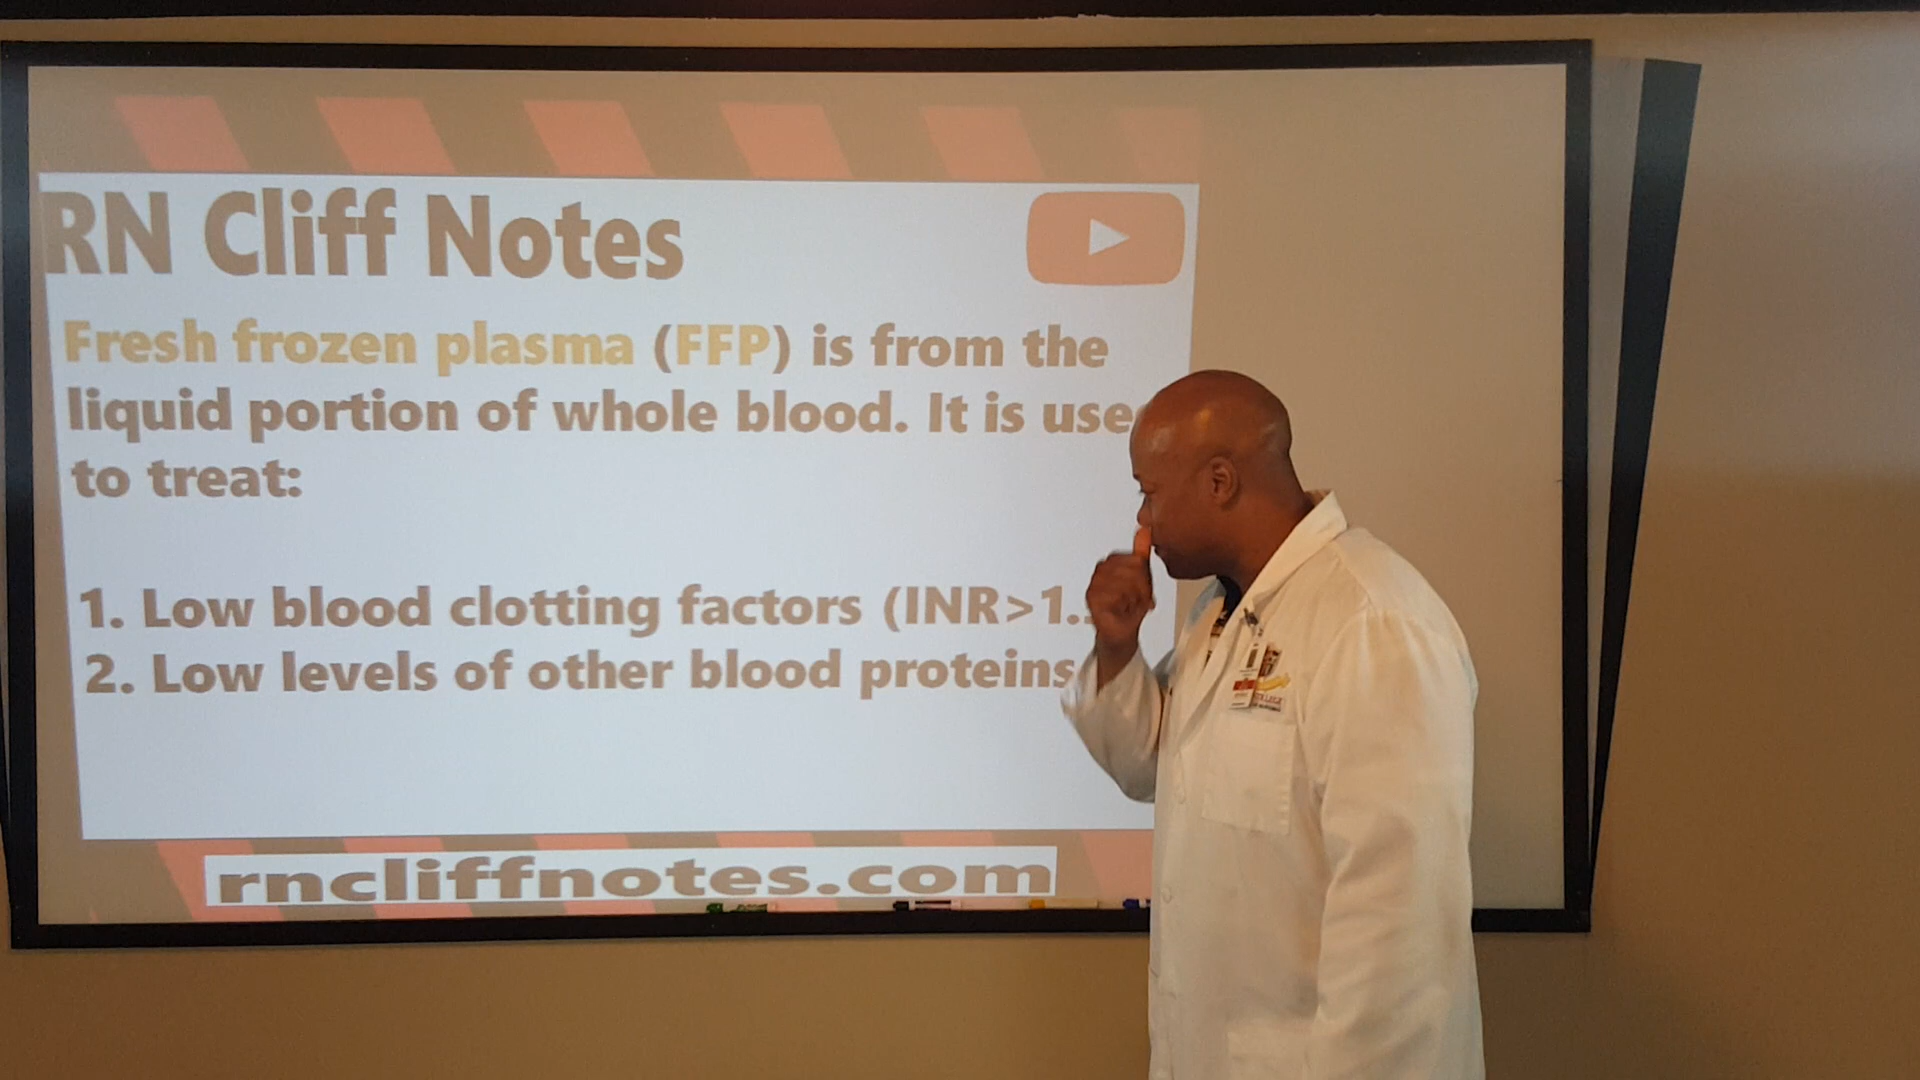 RN Cliff Notes
Fresh frozen plasma (FFP) is from the
liquid portion of whole blood. It is use
to treat:
1. Low blood clotting factors (INR>1.
2. Low levels of other blood proteins
rncliffnotes.com